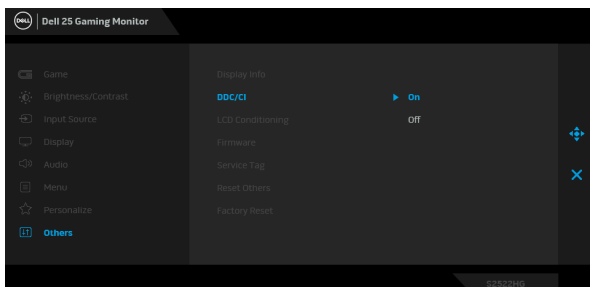 DELL Dell 25 Gaming Monitor
Game Display Info
Brightness/Contrast DDC/CI On
Input Source LCD Conditioning Off
Display Firmware
Audio Service Tag
Menu Reset Others
Personalize Factory Reset
Others
S2522HG